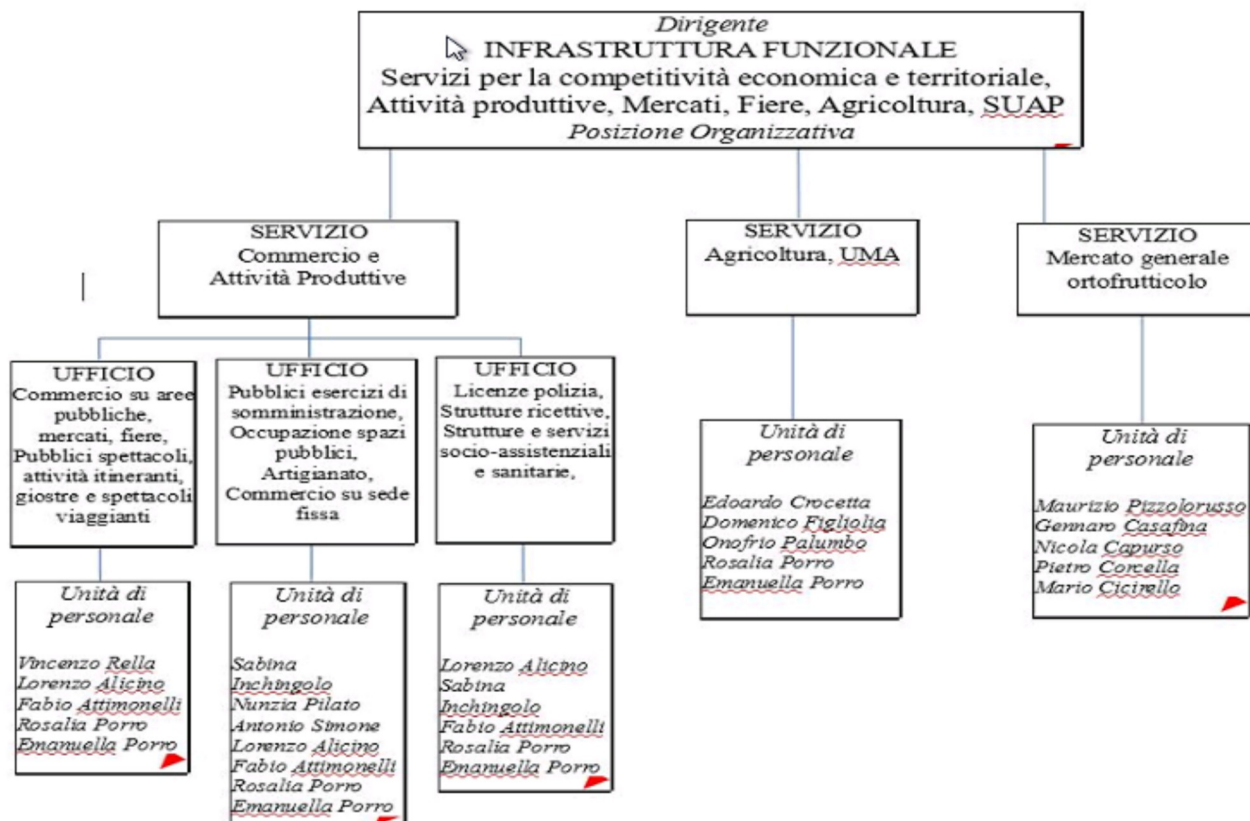 Dirigente
INFRASTRUTTURA FUNZIONALE
Servizi per la competitività economica e territoriale,
Attività produttive, Mercati, Fiere, Agricoltura, SUAP
Posizione Organizzativa
SERVIZIO
Commercio e
Attività Produttive
SERVIZIO
Agricoltura, UMA
SERVIZIO
Mercato generale
ortofrutticolo
UFFICIO
Commercio su aree
pubbliche,
mercati, fiere,
Pubblici spettacoli,
attività itineranti,
giostre e spettacoli
viaggianti
UFFICIO
Pubblici esercizi di
somministrazione,
Occupazione spazi
pubblici,
Artigianato,
Commercio su sede
fissa
UFFICIO
Licenze polizia,
Strutture ricettive,
Strutture e servizi
socio-assistenziali
e sanitarie,
Unità di
personale
Vincenzo Rella
Lorenzo Alicino
Fabio Attimonelli
Rosalia Porro
Emanuella Porro
Unità di
personale
Sabina
Inchingolo
Nunzia Pilato
Antonio Simone
Lorenzo Alicino
Fabio Attimonelli
Rosalia Porro
Emanuella Porro
Unità di
personale
Lorenzo Alicino
Sabina
Inchingolo
Fabio Attimonelli
Rosalia Porro
Emanuella Porro
Unità di
personale
Edoardo Crocetta
Domenico Figliolia
Onofrio Palumbo
Rosalia Porro
Emanuella Porro
Unità di
personale
Maurizio Pizzolorusso
Gennaro Casafina
Nicola Capurso
Pietro Corcella
Mario Cicirello